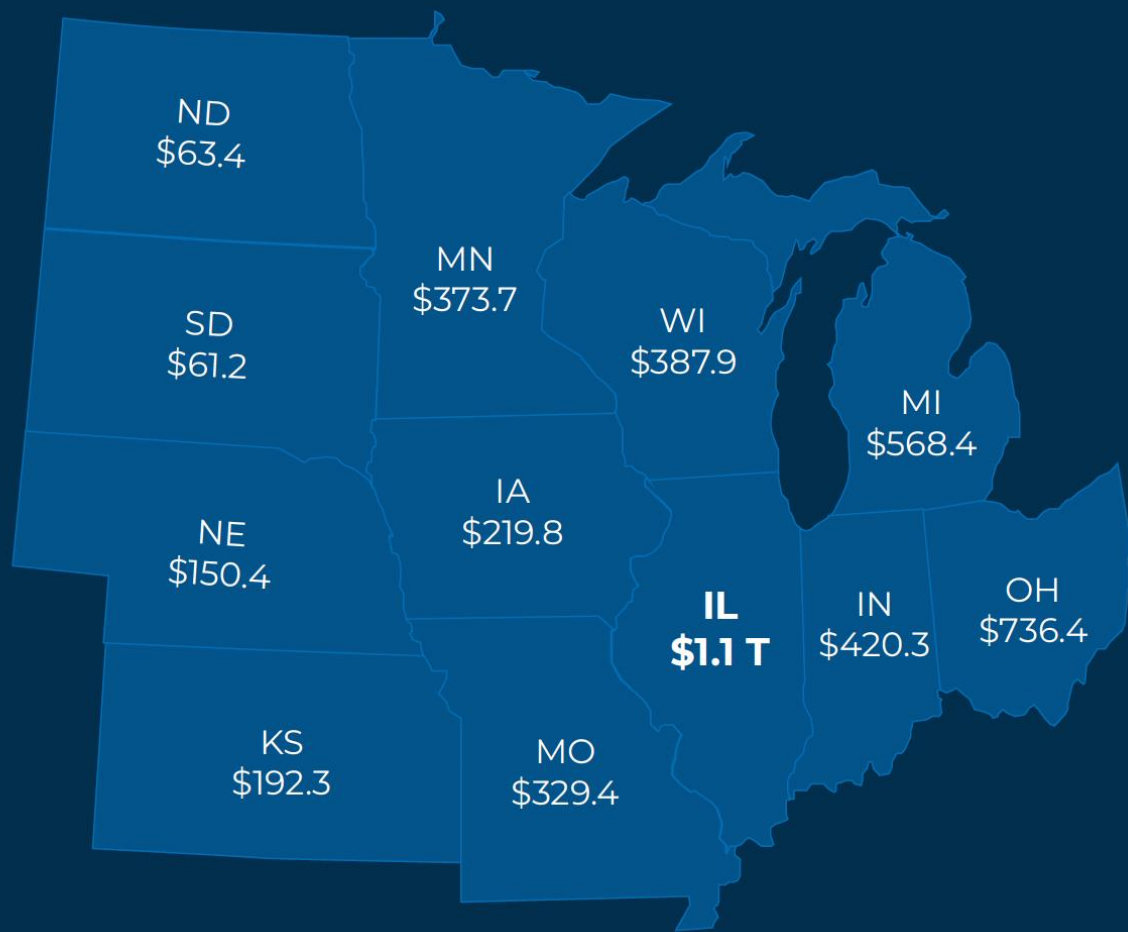 ND
$63.4
MN
$373.7
SD
$61.2
WI
$387.9
MI
$568.4
IA
$219.8
NE
$150.4
IL
$1.1 T
IN
$420.3
OH
$736.4
KS
$192.3
MO
$329.4